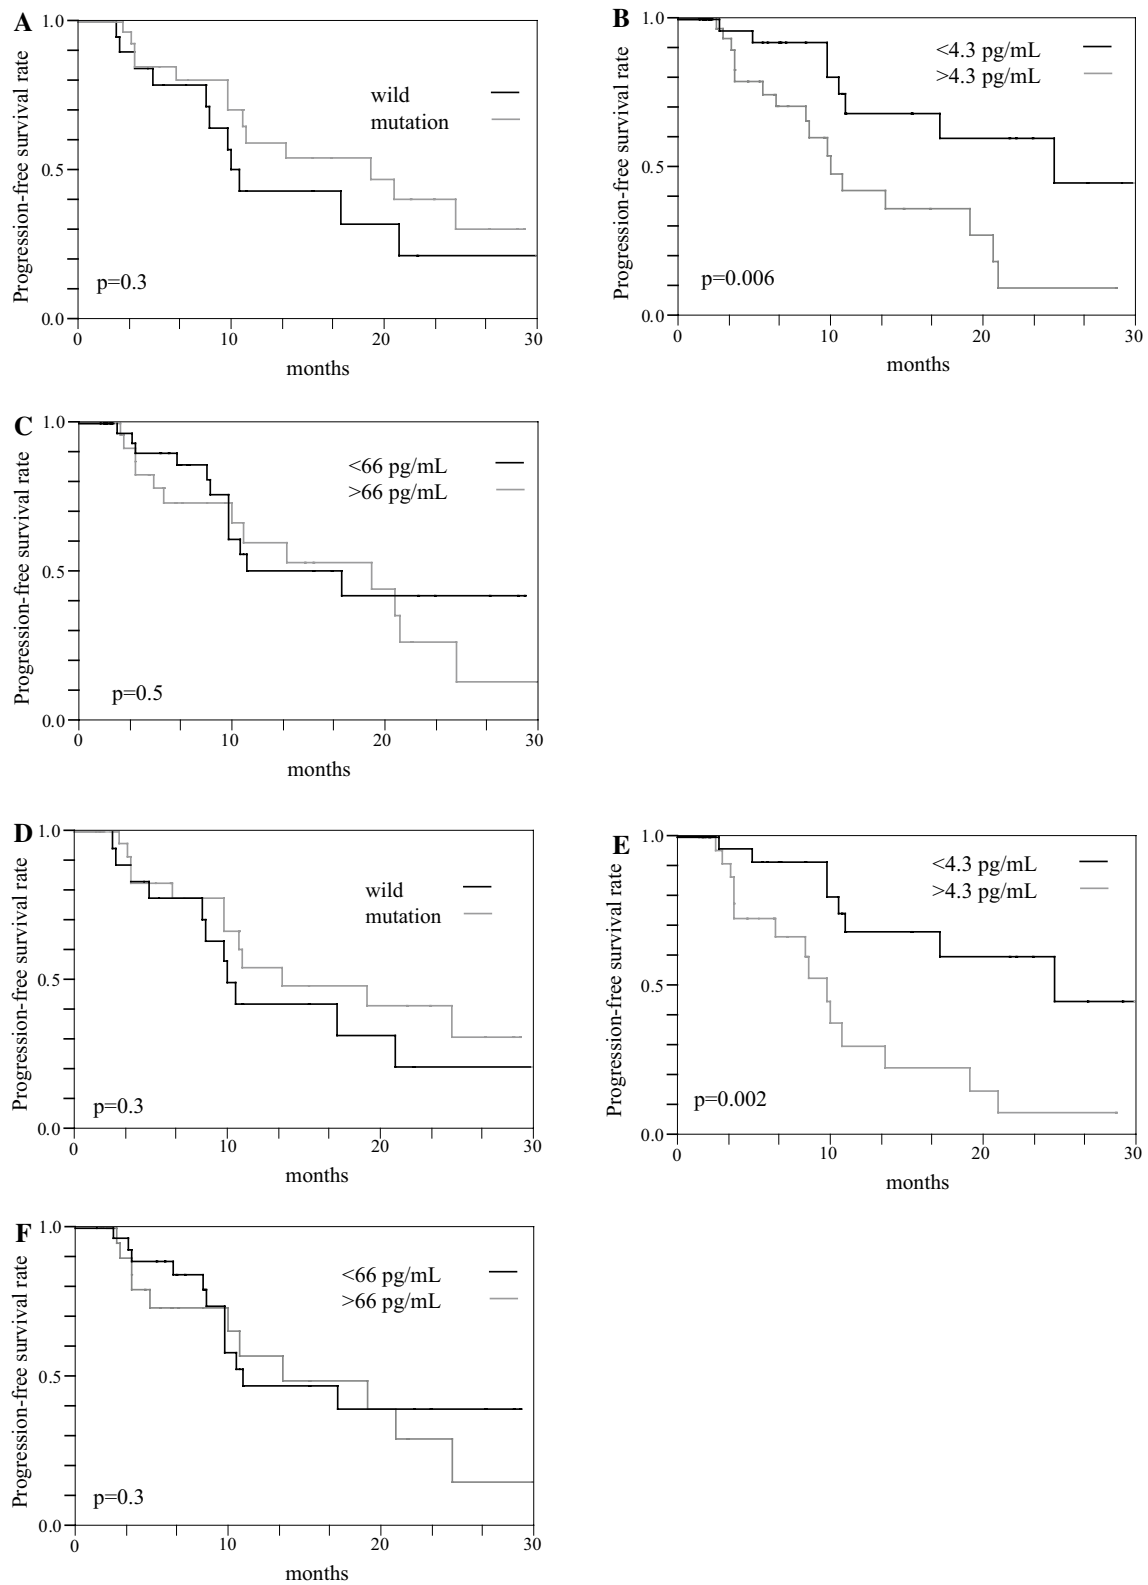 A
Progression-free survival rate
1.0
0.5
0.0
wild
mutation
p=0.3
0 10 20 30
months
B
Progression-free survival rate
1.0
0.5
0.0
<4.3 pg/mL
>4.3 pg/mL
p=0.006
0 10 20 30
months
C
Progression-free survival rate
1.0
0.5
0.0
<66 pg/mL
>66 pg/mL
p=0.5
0 10 20 30
months
D
Progression-free survival rate
1.0
0.5
0.0
wild
mutation
p=0.3
0 10 20 30
months
E
Progression-free survival rate
1.0
0.5
0.0
<4.3 pg/mL
>4.3 pg/mL
p=0.002
0 10 20 30
months
F
Progression-free survival rate
1.0
0.5
0.0
<66 pg/mL
>66 pg/mL
p=0.3
0 10 20 30
months